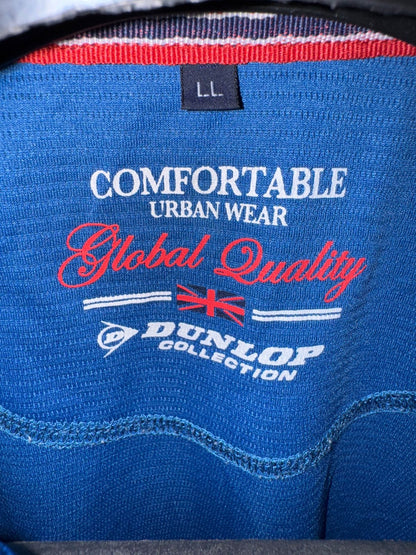 LL
COMFORTABLE
URBAN WEAR
Global Quality
DUNLOP
COLLECTION